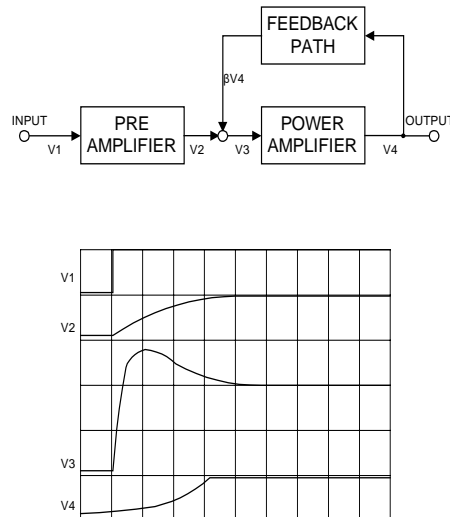 FEEDBACK
PATH
βV4
INPUT
PRE
AMPLIFIER
POWER
AMPLIFIER
OUTPUT
V1
V2
V3
V4
V1
V2
V3
V4